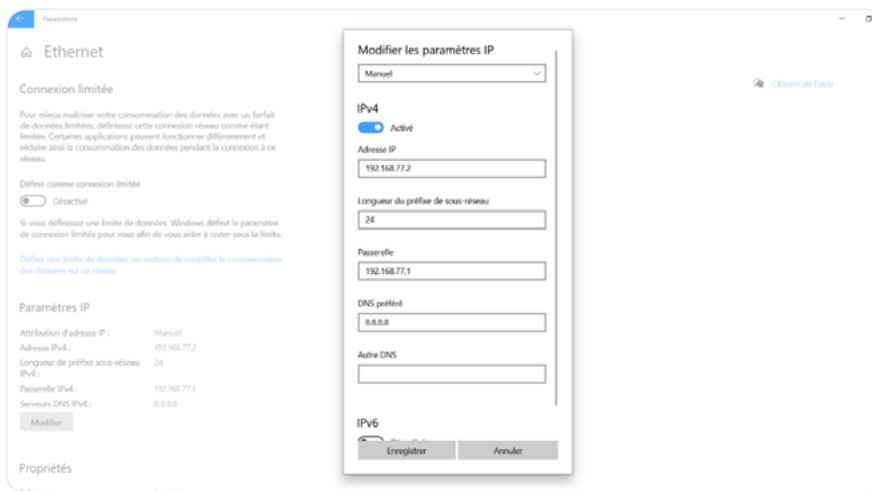 Paramètres
Ethernet
Connexion limitée
Pour mieux maîtriser votre consommation des données avec un forfait
de données limitées, définissez cette connexion réseau comme étant
limitée. Certaines applications peuvent fonctionner différemment et
réduire ainsi la consommation des données pendant la connexion à ce
réseau.
Définir comme connexion limitée
Désactivé
Si vous définissez une limite de données, Windows définit le paramètre
de connexion limitée pour vous afin de vous aider à rester sous la limite.
Définir une limite de données permettant de contrôler la consommation
des données sur ce réseau
Paramètres IP
Attribution d'adresse IP : Manuel
Adresse IPv4 : 192.168.77.2
Longueur de préfixe sous-réseau 24
IPv4 :
Passerelle IPv4 : 192.168.77.1
Serveurs DNS IPv4 : 8.8.8.8
Modifier
Propriétés
Modifier les paramètres IP
Manuel
IPv4
Activé
Adresse IP
192.168.77.2
Longueur du préfixe de sous-réseau
24
Passerelle
192.168.77.1
DNS préféré
8.8.8.8
Autre DNS
IPv6
Enregistrer Annuler
Obtenir de l'aide